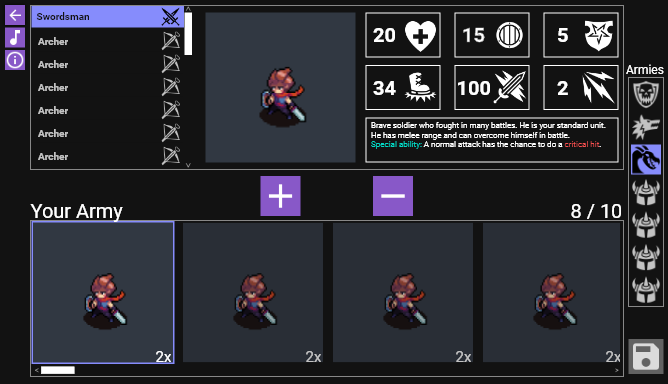 Swordsman
Archer
Archer
Archer
Archer
Archer
Archer
20
15
5
34
100
2
Brave soldier who fought in many battles. He is your standard unit.
He has melee range and can overcome himself in battle.
Special ability: A normal attack has the chance to do a critical hit.
Armies
Your Army
8 / 10
2x
2x
2x
2x